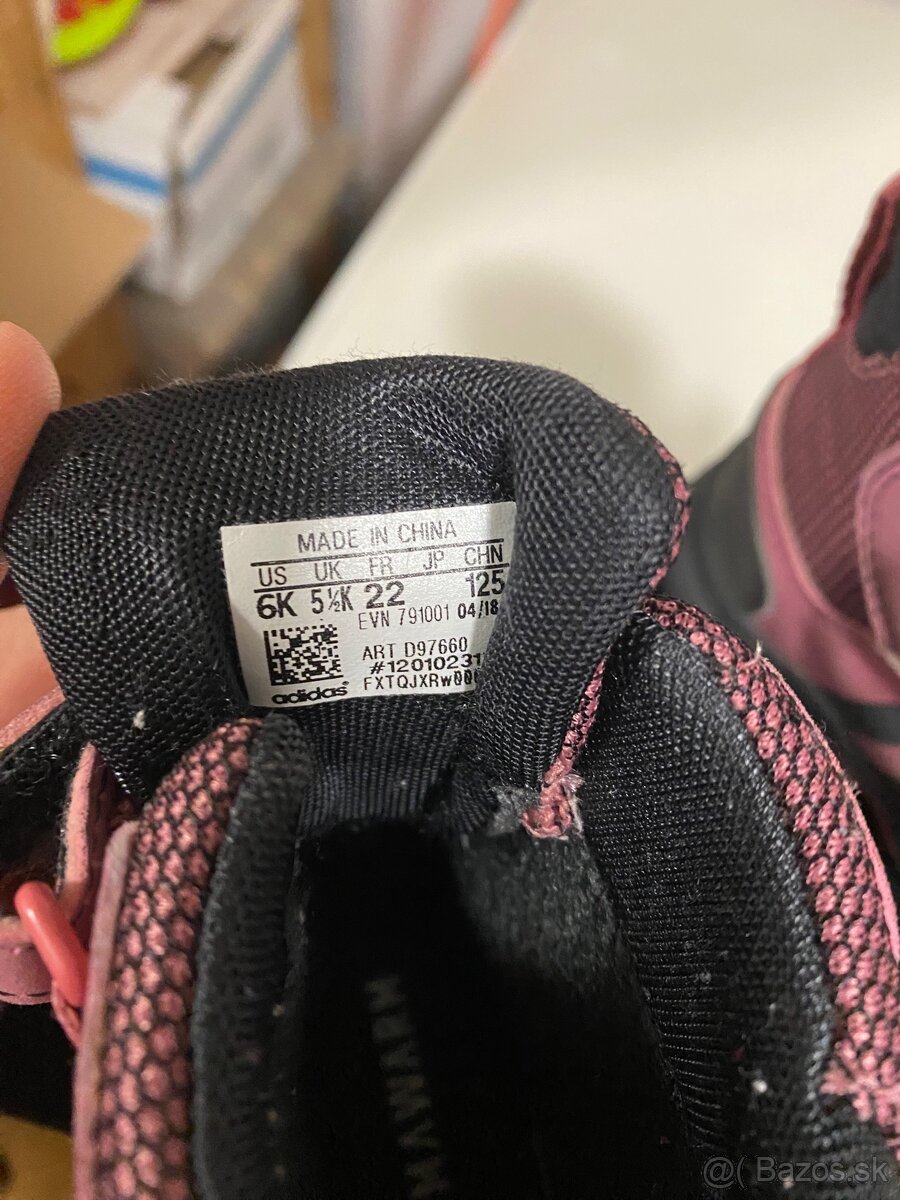 MADE IN CHINA
US UK FR / JP CHN
6K 5½K 22 125
EVN 791001 04/18
ART D97660
#12010231
adidas
@( Bazos.sk